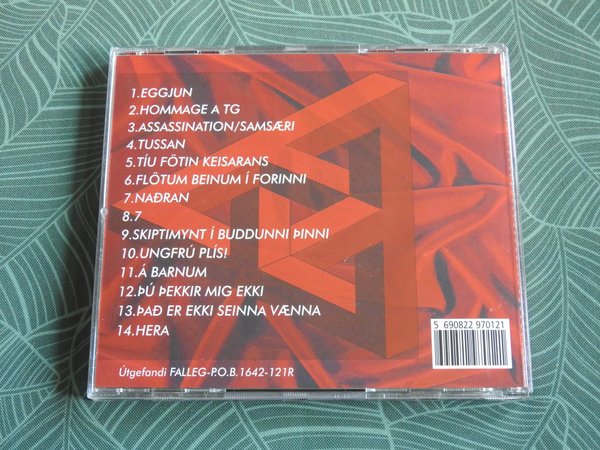 1.EGGJUN
2.HOMMAGE A TG
3.ASSASSINATION/SAMSÆRI
4.TUSSAN
5.TÍU FÖTIN KEISARANS
6.FLÖTUM BEINUM Í FORINNI
7.NAÐRAN
8.7
9.SKIPTIMYNT Í BUDDUNNI ÞINNI
10.UNGFRÚ PLÍS!
11.Á BARNUM
12.ÞÚ ÞEKKIR MIG EKKI
13.ÞAÐ ER EKKI SEINNA VÆNNA
14.HERA
5 690822 970121
Útgefandi FALLEG-P.O.B.1642-121R